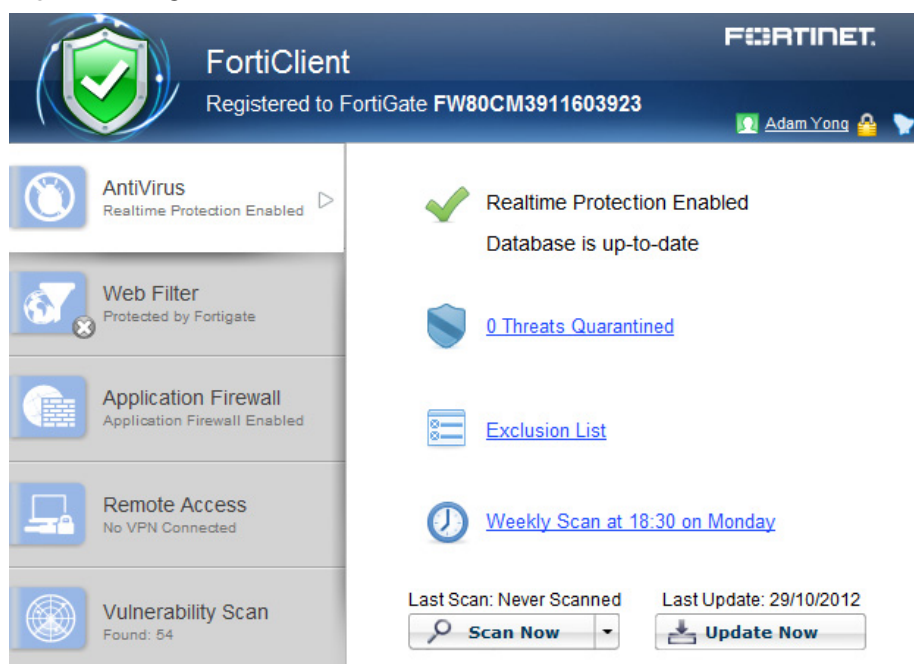 FORTINET.
FortiClient
Registered to FortiGate FW80CM3911603923
Adam Yong
AntiVirus
Realtime Protection Enabled
Web Filter
Protected by Fortigate
Application Firewall
Application Firewall Enabled
Remote Access
No VPN Connected
Vulnerability Scan
Found: 54
Realtime Protection Enabled
Database is up-to-date
0 Threats Quarantined
Exclusion List
Weekly Scan at 18:30 on Monday
Last Scan: Never Scanned
Scan Now
Last Update: 29/10/2012
Update Now